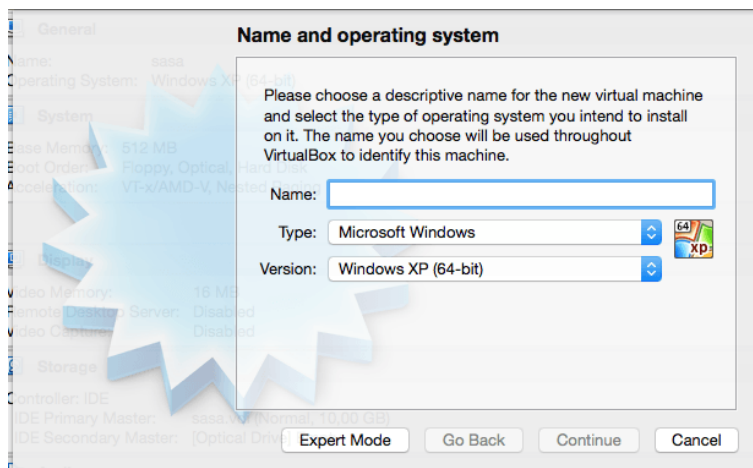 General
Name: sasa
Operating System: Windows XP (64-bit)
System
Base Memory: 512 MB
Boot Order: Floppy, Optical, Hard Disk
Acceleration: VT-x/AMD-V, Nested Paging
Display
Video Memory: 16 MB
Remote Desktop Server: Disabled
Video Capture: Disabled
Storage
Controller: IDE
IDE Primary Master: sasa.vdi (Normal, 10,00 GB)
IDE Secondary Master: [Optical Drive]
Name and operating system
Please choose a descriptive name for the new virtual machine
and select the type of operating system you intend to install
on it. The name you choose will be used throughout
VirtualBox to identify this machine.
Name:
Type: Microsoft Windows
64
xp
Version: Windows XP (64-bit)
Expert Mode Go Back Continue Cancel